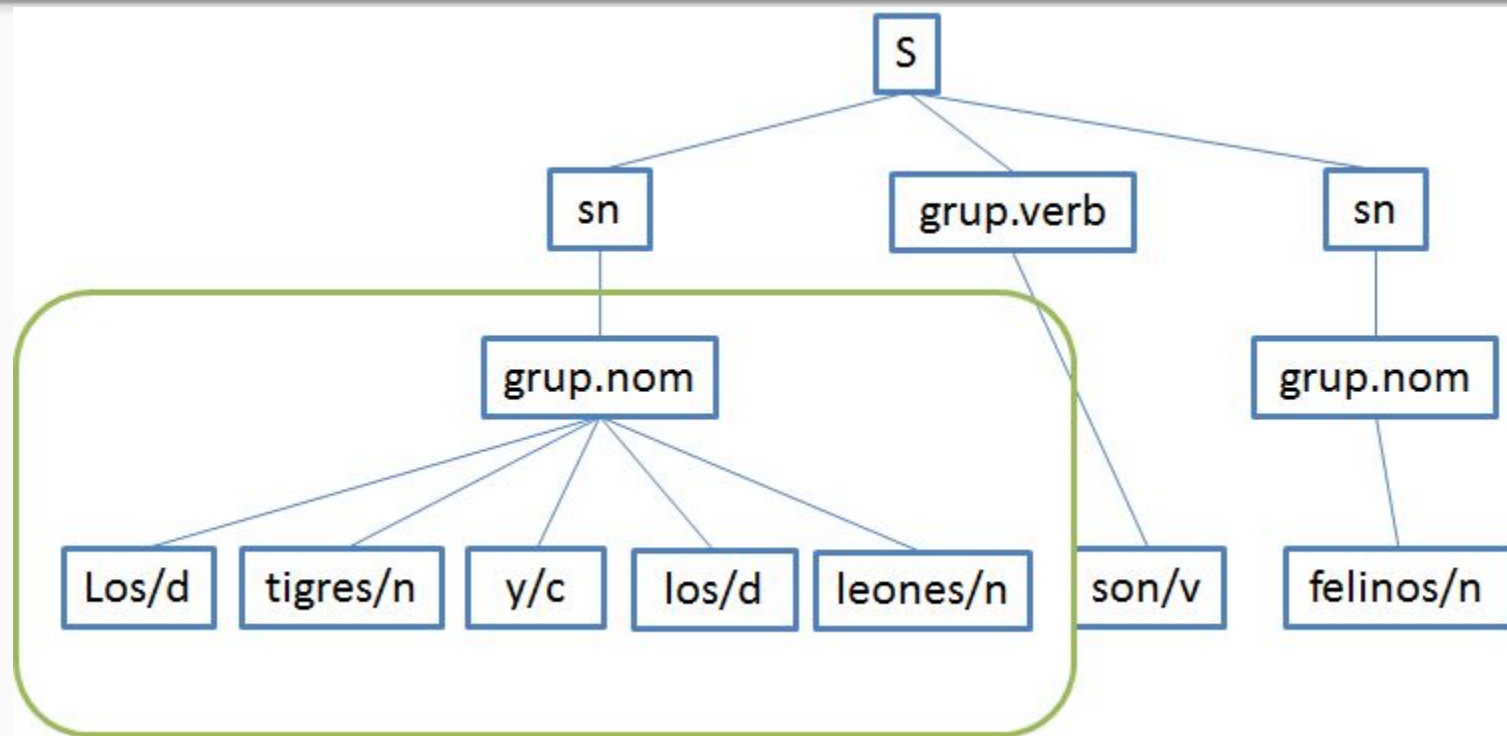 S
sn grup.verb sn
grup.nom grup.nom
Los/d tigres/n y/c los/d leones/n son/v felinos/n